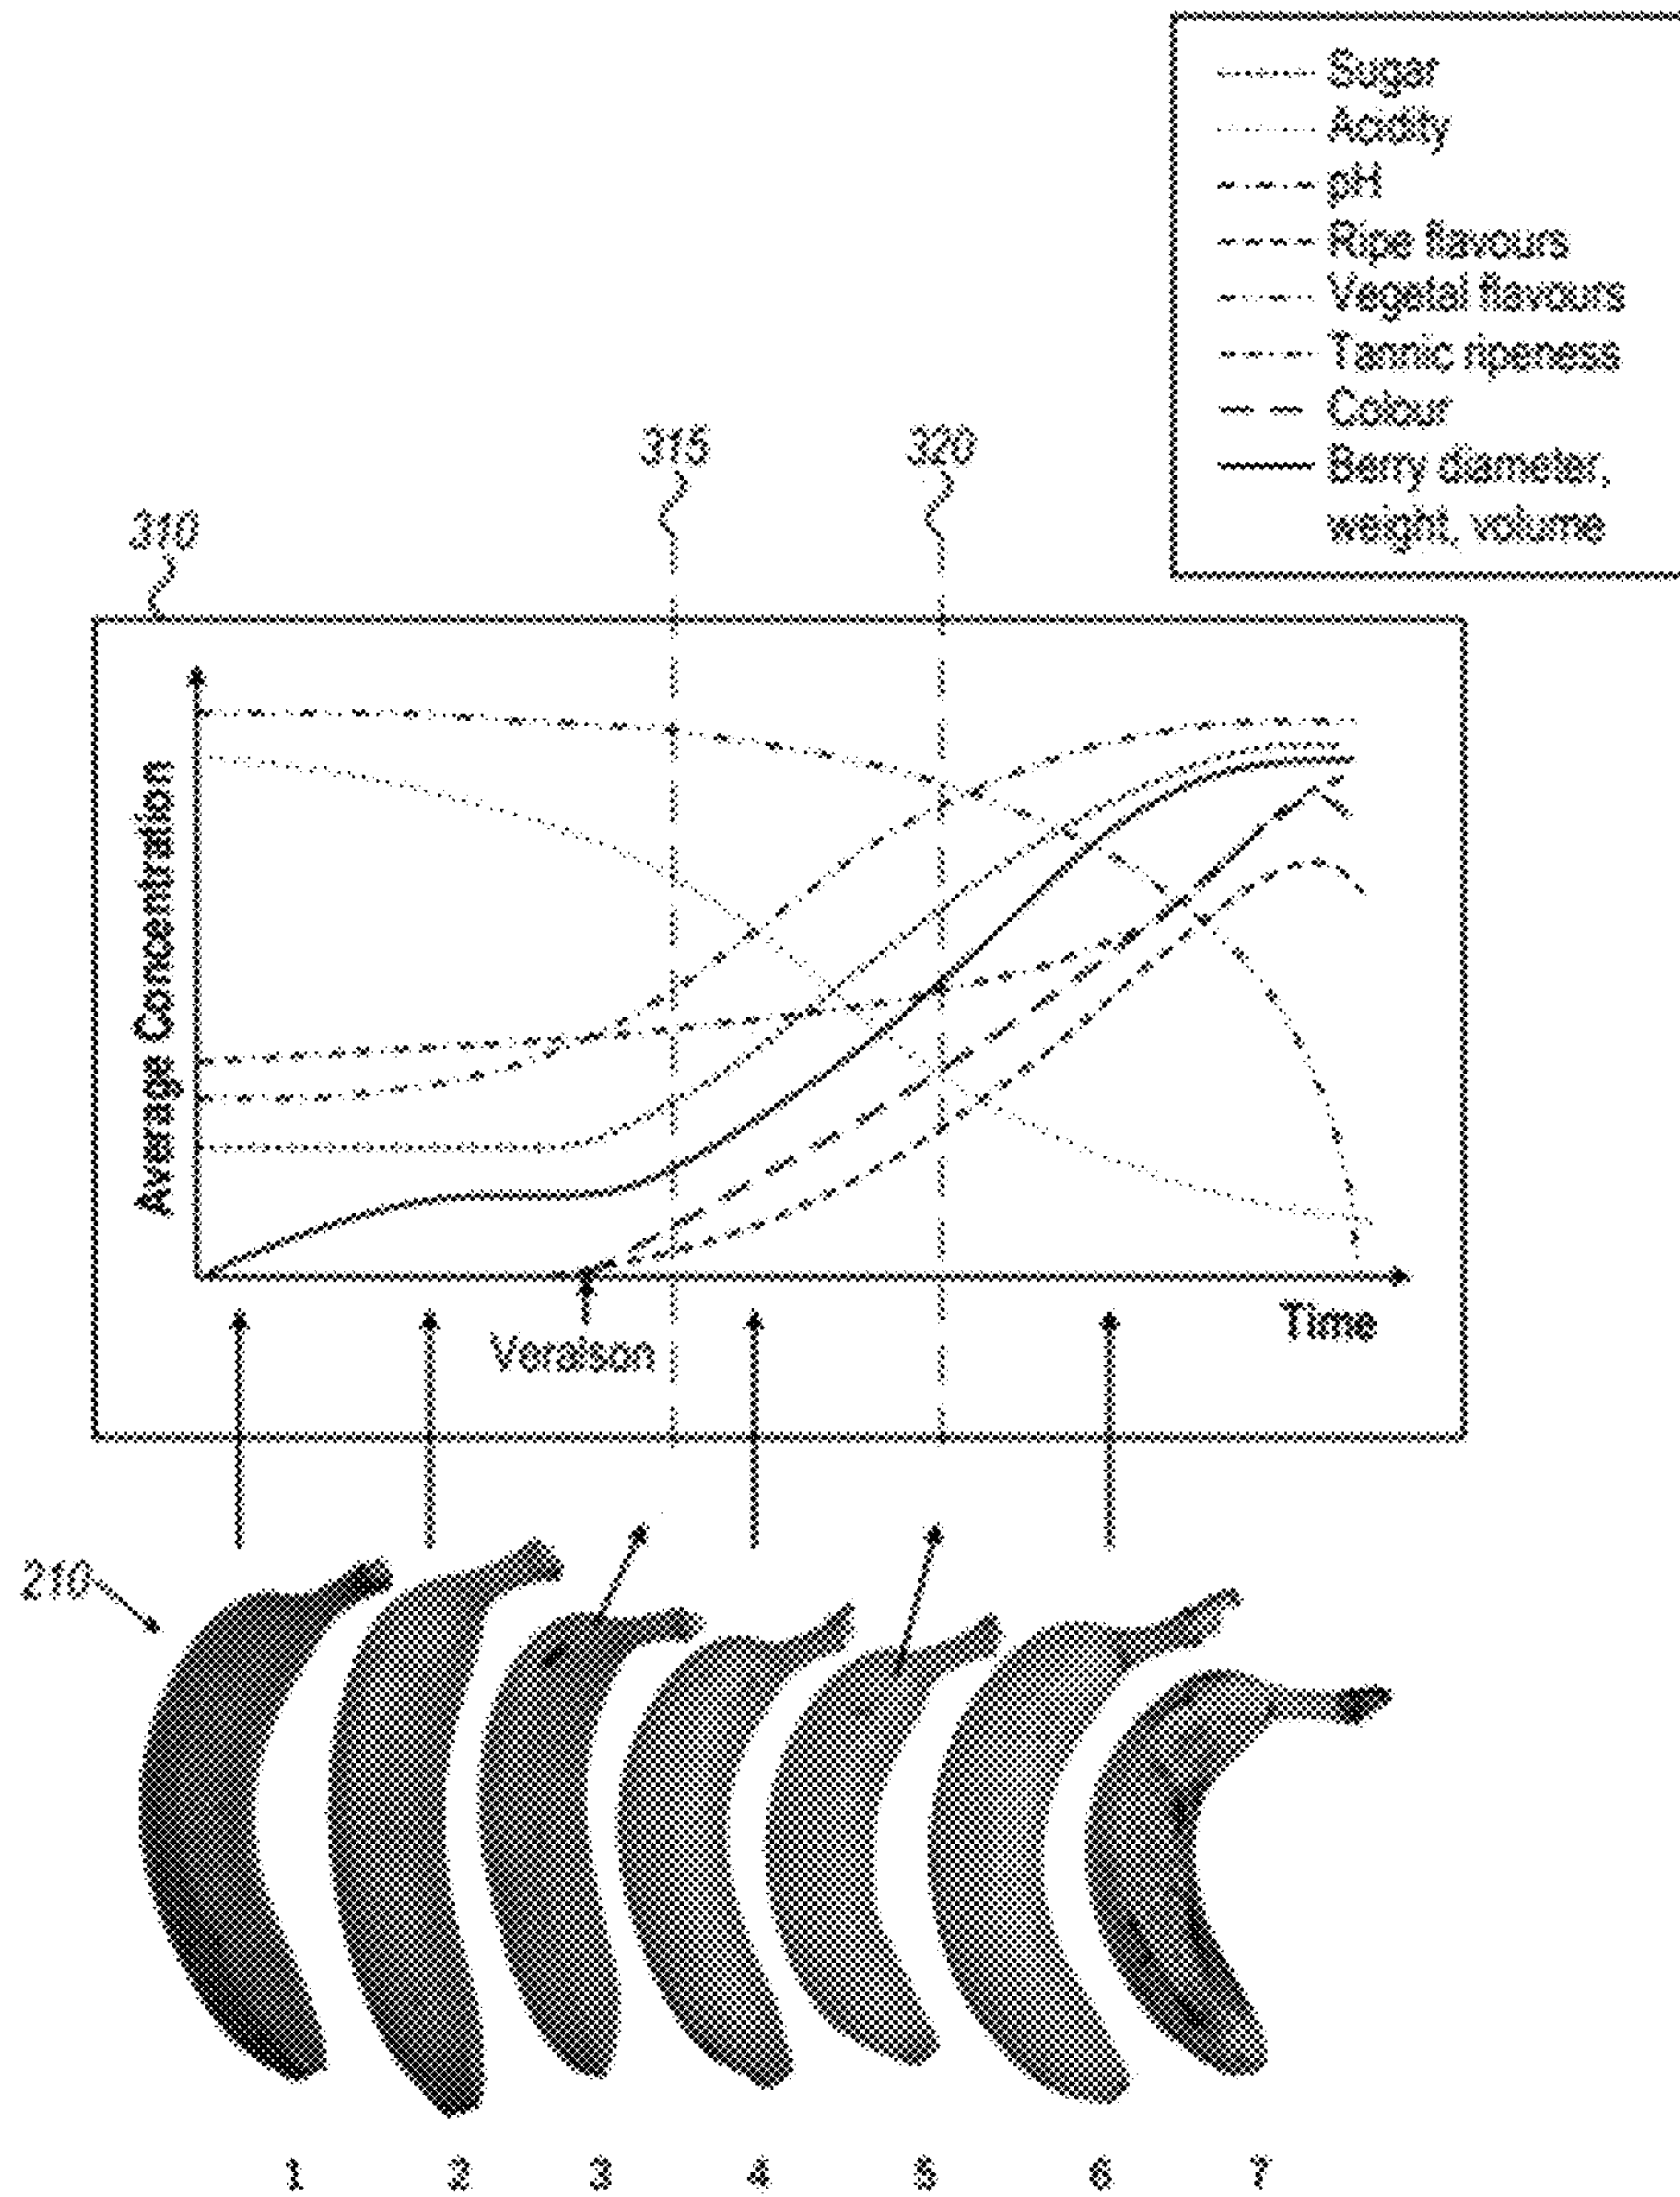 Sugar
Acidity
pH
Ripe flavours
Vegetal flavours
Tannic ripeness
Colour
Berry diameter,
weight, volume
315
320
310
Average Concentration
Time
Veraison
210
1 2 3 4 5 6 7